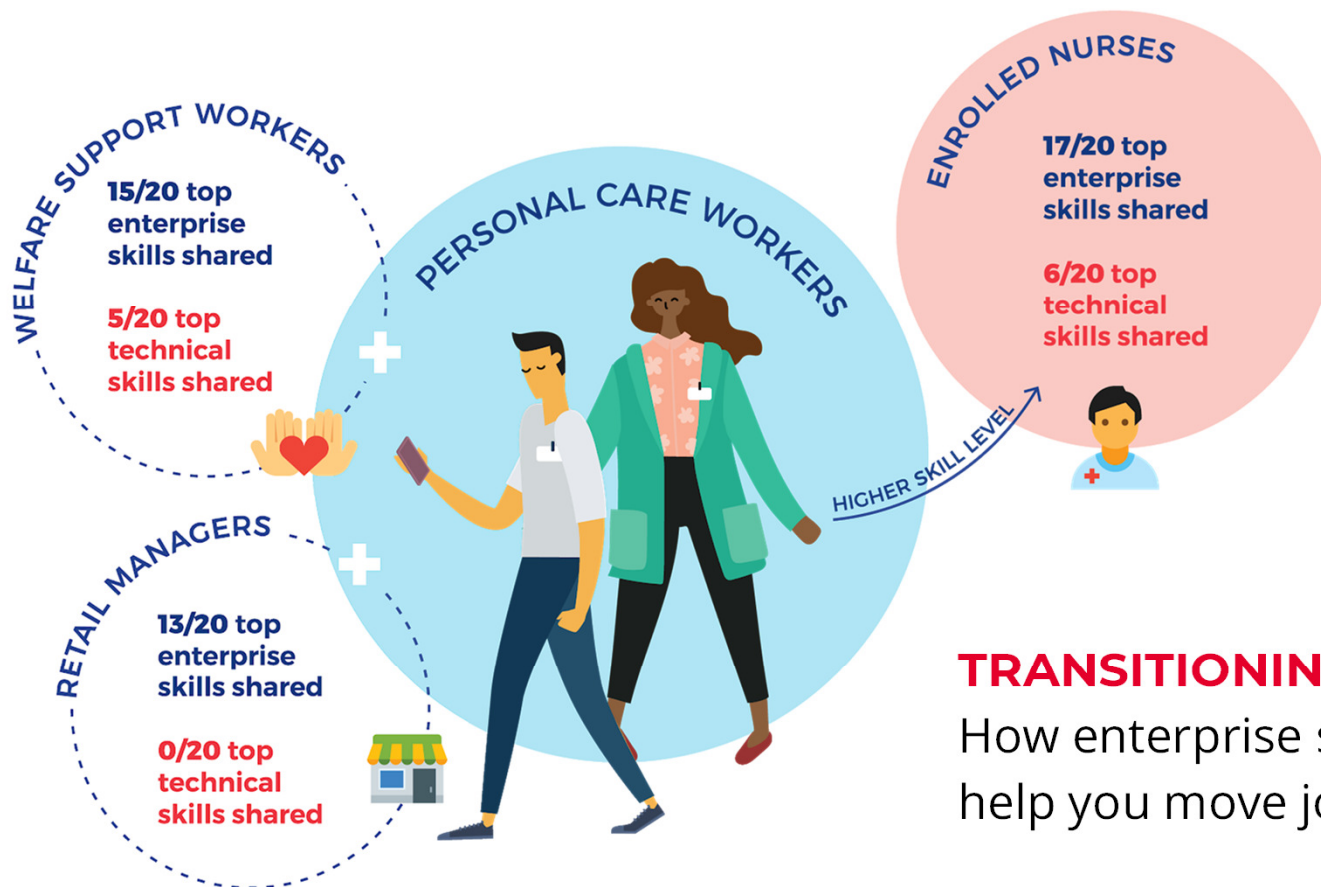 WELFARE SUPPORT WORKERS
15/20 top
enterprise
skills shared
5/20 top
technical
skills shared
RETAIL MANAGERS
13/20 top
enterprise
skills shared
0/20 top
technical
skills shared
PERSONAL CARE WORKERS
HIGHER SKILL LEVEL
ENROLLED NURSES
17/20 top
enterprise
skills shared
6/20 top
technical
skills shared
TRANSITIONIN
How enterprise s
help you move jo